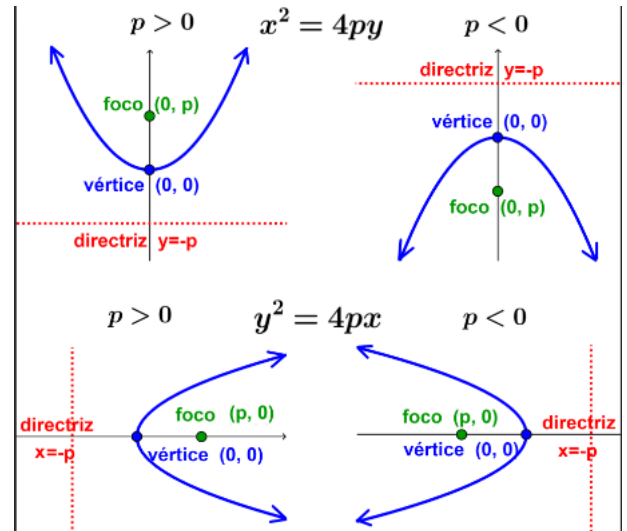 p > 0
x² = 4py
p < 0
foco (0, p)
vértice (0, 0)
directriz y=-p
directriz y=-p
vértice (0, 0)
foco (0, p)
p > 0
y² = 4px
p < 0
directriz
x=-p
foco (p, 0)
vértice (0, 0)
foco (p, 0)
vértice (0, 0)
directriz
x=-p